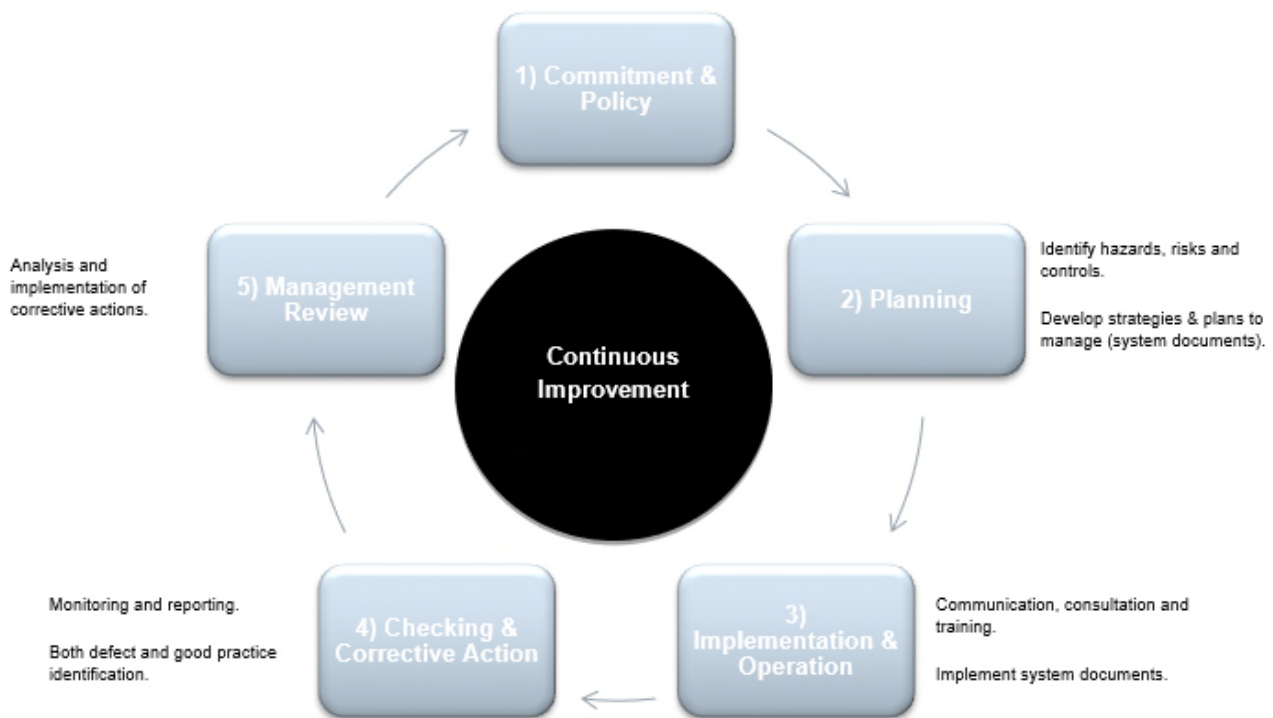 1) Commitment &
Policy
2) Planning
Identify hazards, risks and
controls.
Develop strategies & plans to
manage (system documents).
3)
Implementation &
Operation
Communication, consultation and
training.
Implement system documents.
4) Checking &
Corrective Action
Monitoring and reporting.
Both defect and good practice
identification.
5) Management
Review
Analysis and
implementation of
corrective actions.
Continuous
Improvement